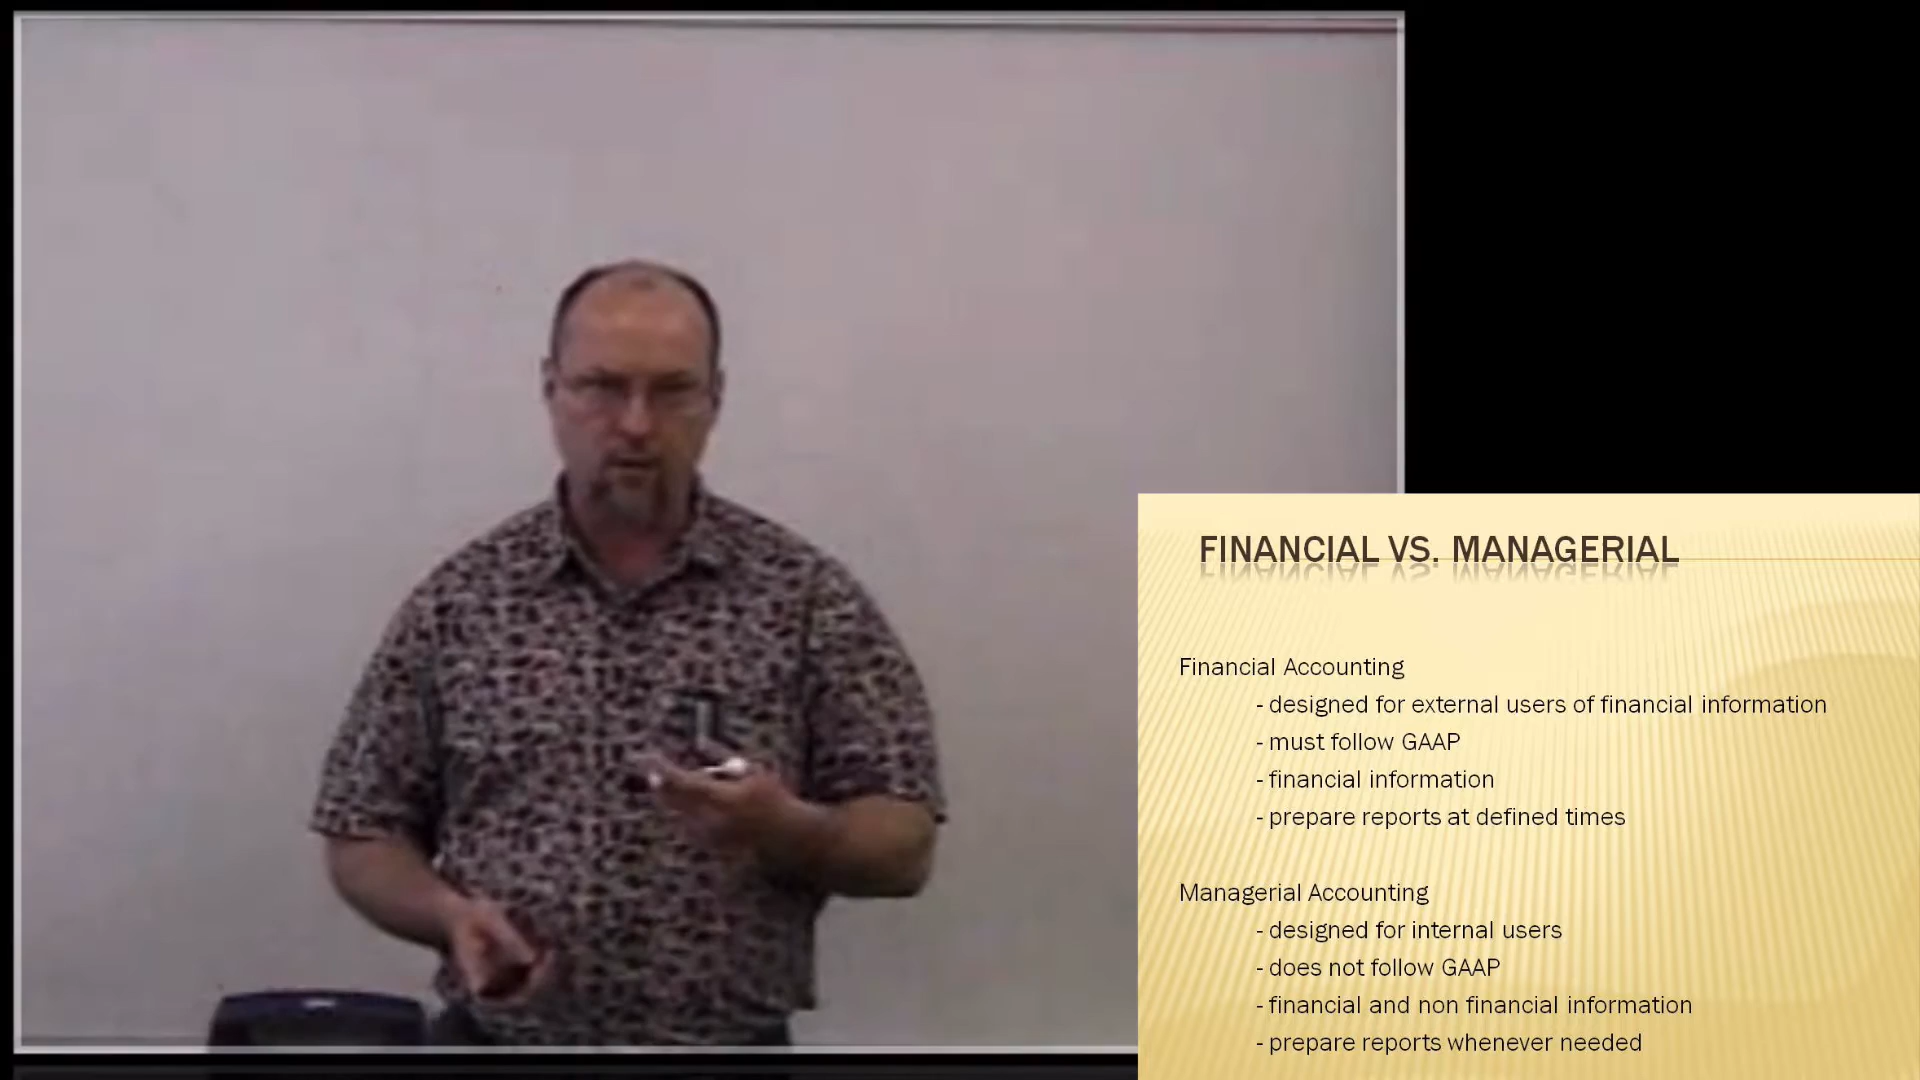 FINANCIAL VS. MANAGERIAL
Financial Accounting
- designed for external users of financial information
- must follow GAAP
- financial information
- prepare reports at defined times
Managerial Accounting
- designed for internal users
- does not follow GAAP
- financial and non financial information
- prepare reports whenever needed